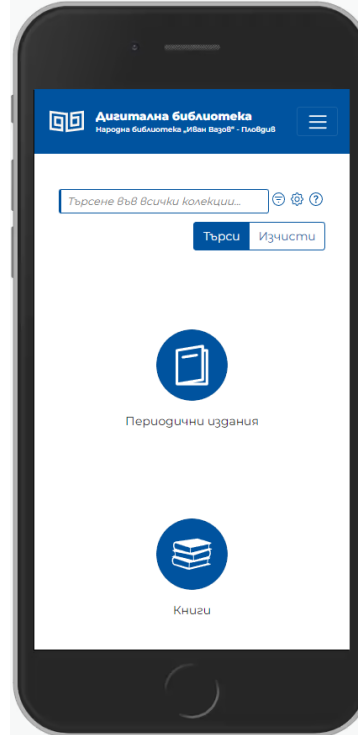 Дигитална библиотека
Народна библиотека „Иван Вазов“ - Пловдив
Търсене във всички колекции...
Търси Изчисти
Периодични издания
Книги